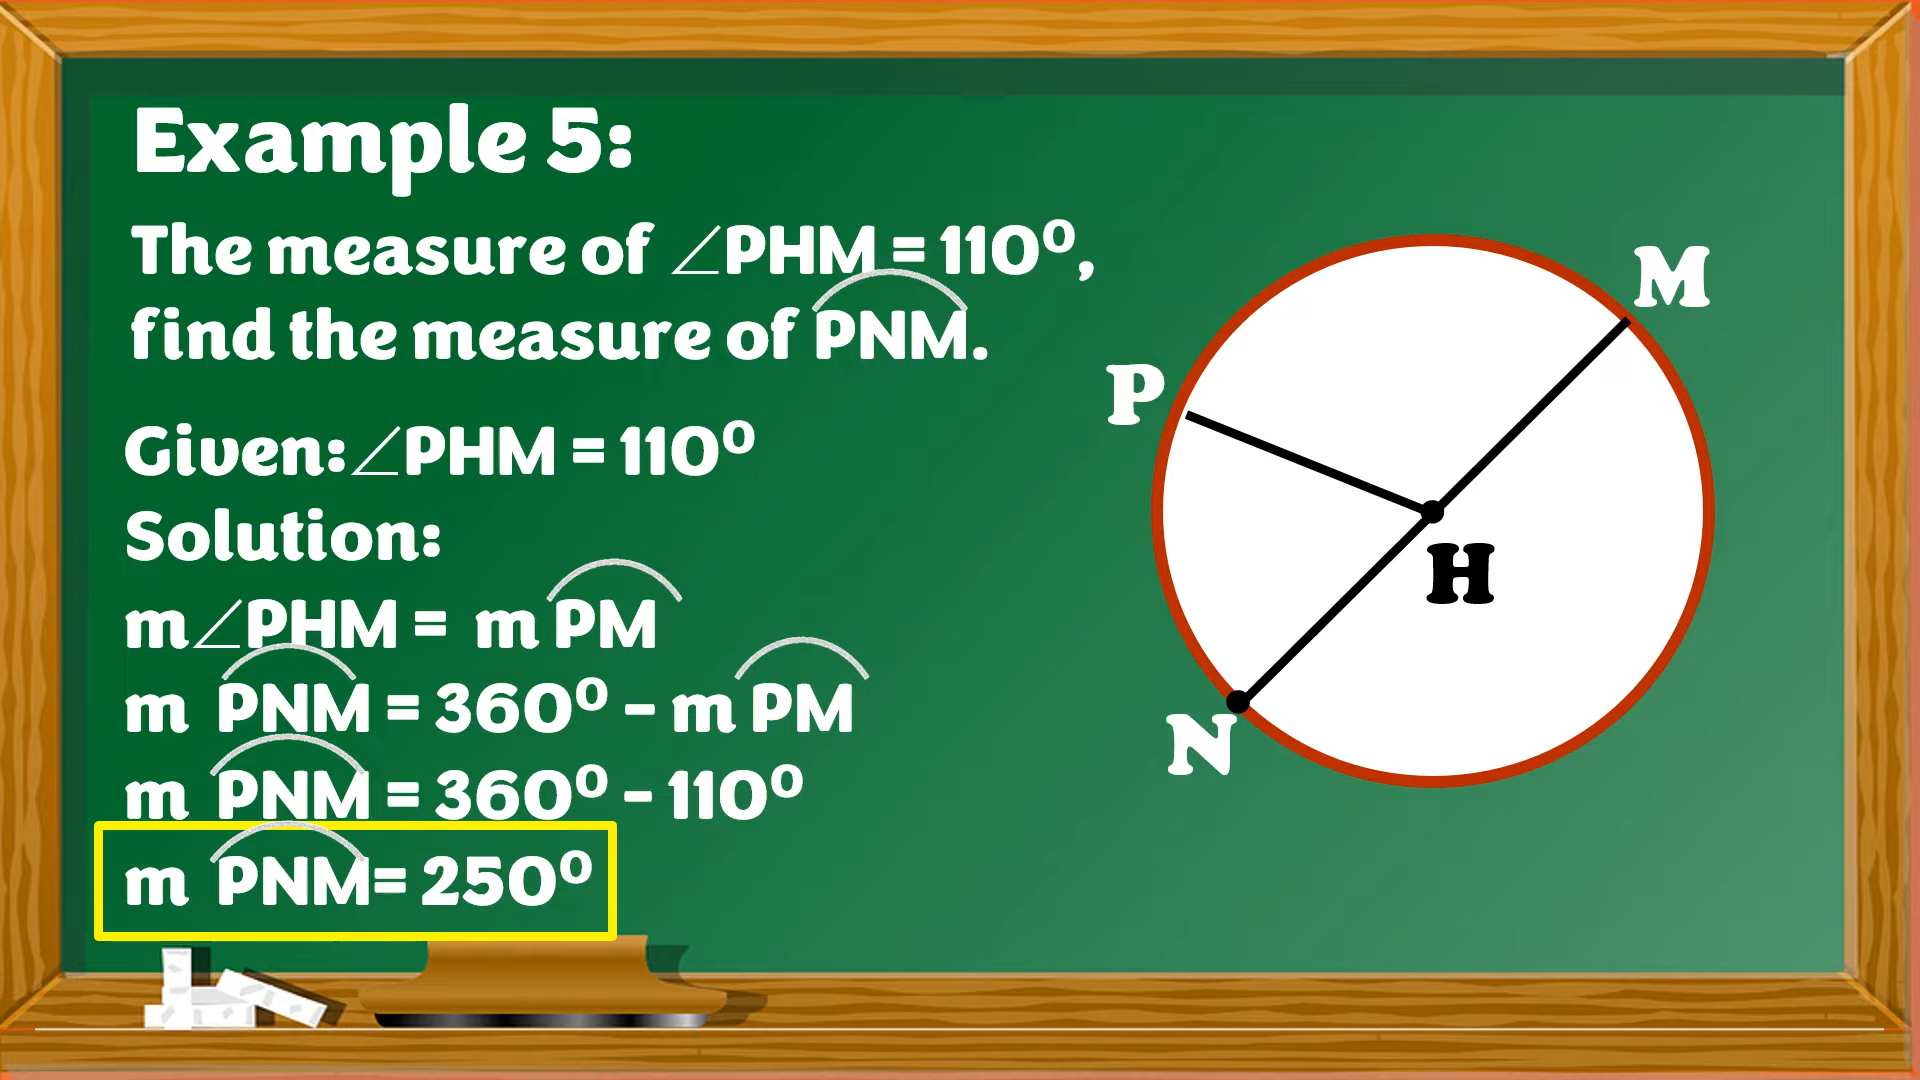 Example 5:
The measure of ∠PHM = 110⁰,
find the measure of PNM.
Given:∠PHM = 110⁰
Solution:
m∠PHM = m PM
m PNM = 360⁰ - m PM
m PNM = 360⁰ - 110⁰
m PNM= 250⁰
M
P
H
N